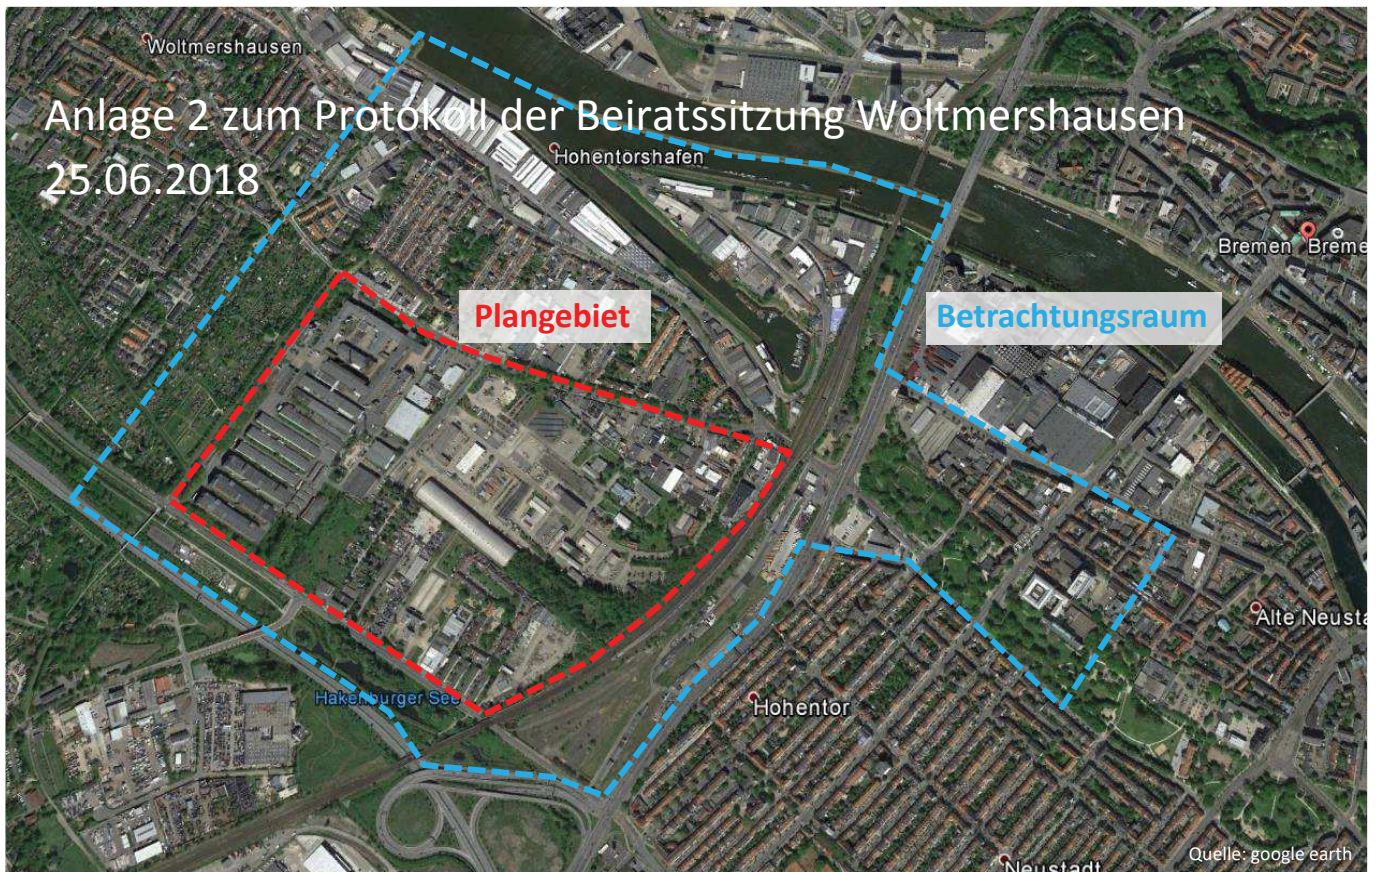 Woltmershausen
Anlage 2 zum Protokoll der Beiratssitzung Woltmershausen
25.06.2018
Hohentorshafen
Bremen Breme
Plangebiet
Betrachtungsraum
Alte Neusta
Hakenburger See
Hohentor
Neustadt
Quelle: google earth